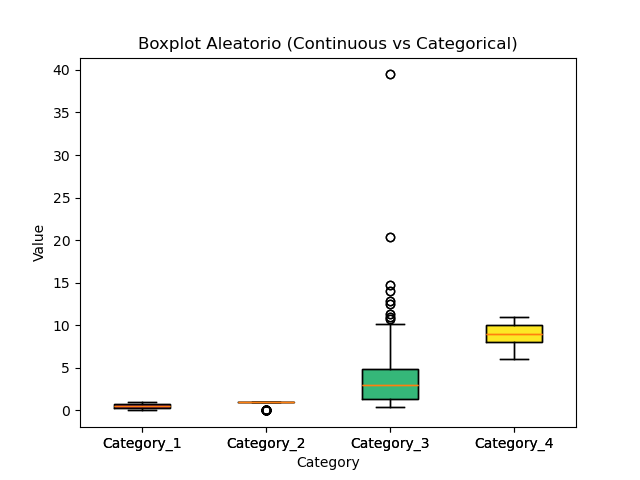 Boxplot Aleatorio (Continuous vs Categorical)
Value
40
35
30
25
20
15
10
5
0
Category_1 Category_2 Category_3 Category_4
Category